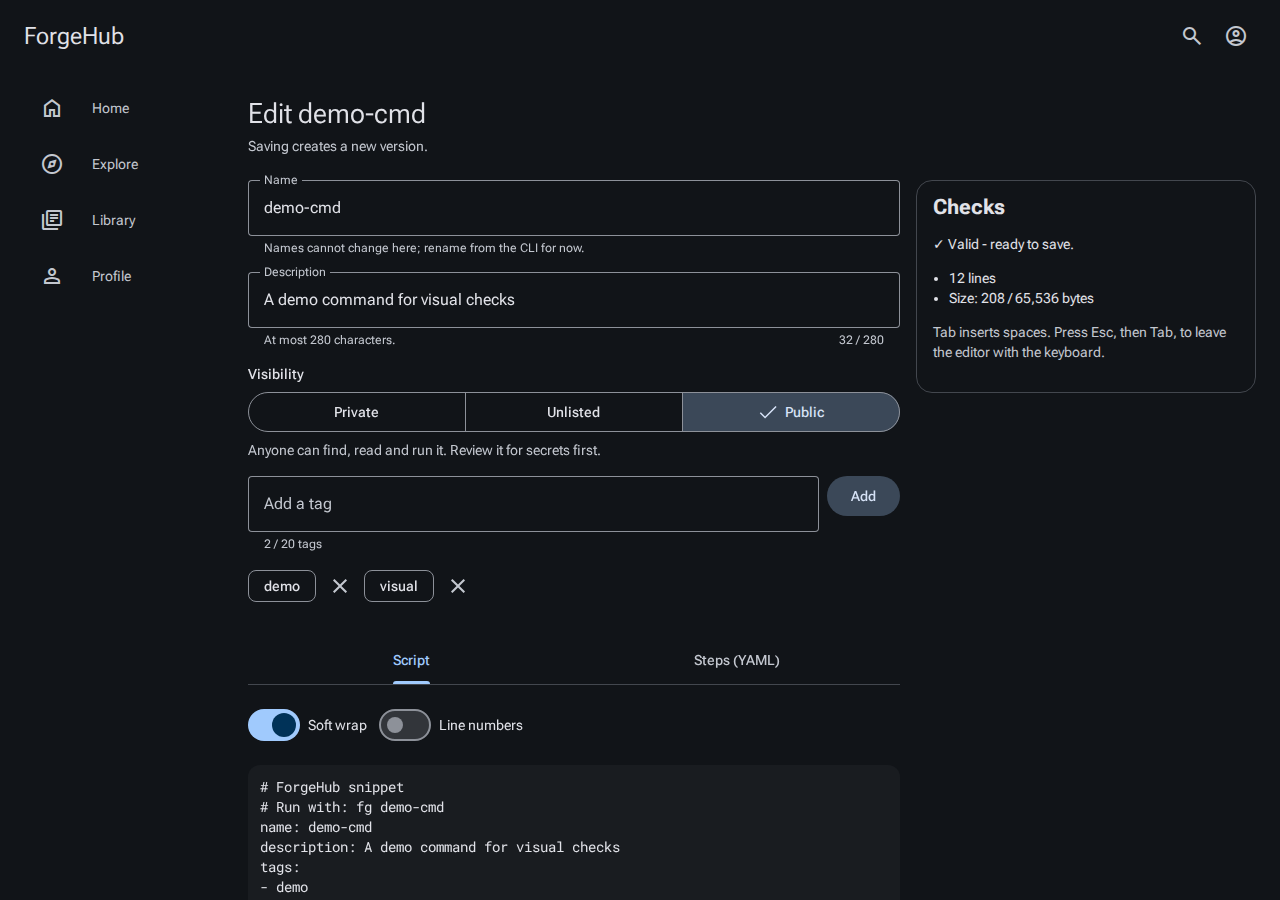 ForgeHub
Home
Explore
Library
Profile
Edit demo-cmd
Saving creates a new version.
Name
demo-cmd
Names cannot change here; rename from the CLI for now.
Description
A demo command for visual checks
At most 280 characters.
32 / 280
Visibility
Private
Unlisted
Public
Anyone can find, read and run it. Review it for secrets first.
Add a tag
Add
2 / 20 tags
demo
visual
Script
Steps (YAML)
Soft wrap
Line numbers
# ForgeHub snippet
# Run with: fg demo-cmd
name: demo-cmd
description: A demo command for visual checks
tags:
- demo
Checks
✓ Valid - ready to save.
• 12 lines
• Size: 208 / 65,536 bytes
Tab inserts spaces. Press Esc, then Tab, to leave
the editor with the keyboard.